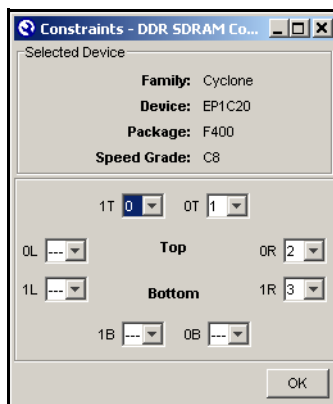 Constraints - DDR SDRAM Co...
Selected Device
Family: Cyclone
Device: EP1C20
Package: F400
Speed Grade: C8
1T 0 0T 1
0L --- Top 0R 2
1L --- Bottom 1R 3
1B --- 0B ---
OK